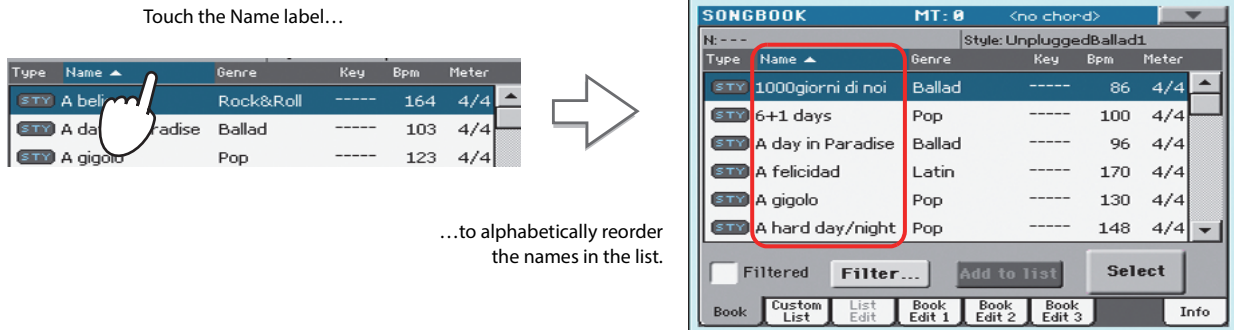 Touch the Name label…
Type Name Genre Key Bpm Meter
STY A beli Rock&Roll ----- 164 4/4
STY A da radise Ballad ----- 103 4/4
STY A gigolo Pop ----- 123 4/4
…to alphabetically reorder
the names in the list.
SONGBOOK MT: 0 <no chord>
N: --- Style: UnpluggedBallad1
Type Name Genre Key Bpm Meter
STY 1000giorni di noi Ballad ----- 86 4/4
STY 6+1 days Pop ----- 100 4/4
STY A day in Paradise Ballad ----- 96 4/4
STY A felicidad Latin ----- 170 4/4
STY A gigolo Pop ----- 130 4/4
STY A hard day/night Pop ----- 148 4/4
Filtered Filter... Add to list Select
Book Custom List List Edit Book Edit 1 Book Edit 2 Book Edit 3 Info